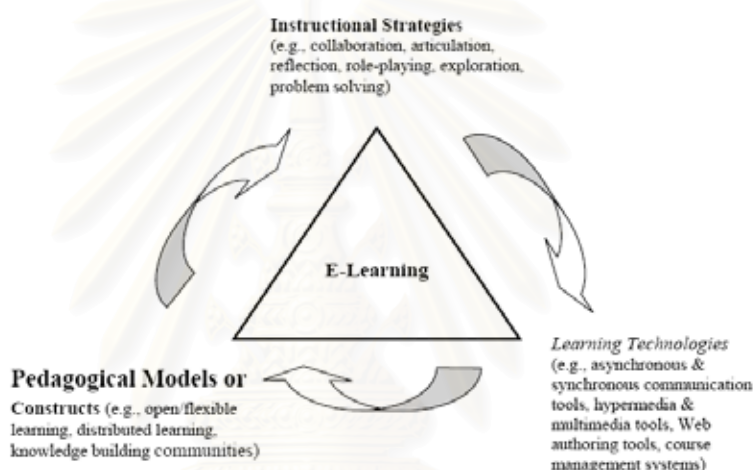 Instructional Strategies
(e.g., collaboration, articulation,
reflection, role-playing, exploration,
problem solving)
E-Learning
Pedagogical Models or
Constructs (e.g., open/flexible
learning, distributed learning,
knowledge building communities)
Learning Technologies
(e.g., asynchronous &
synchronous communication
tools, hypermedia &
multimedia tools, Web
authoring tools, course
management systems)